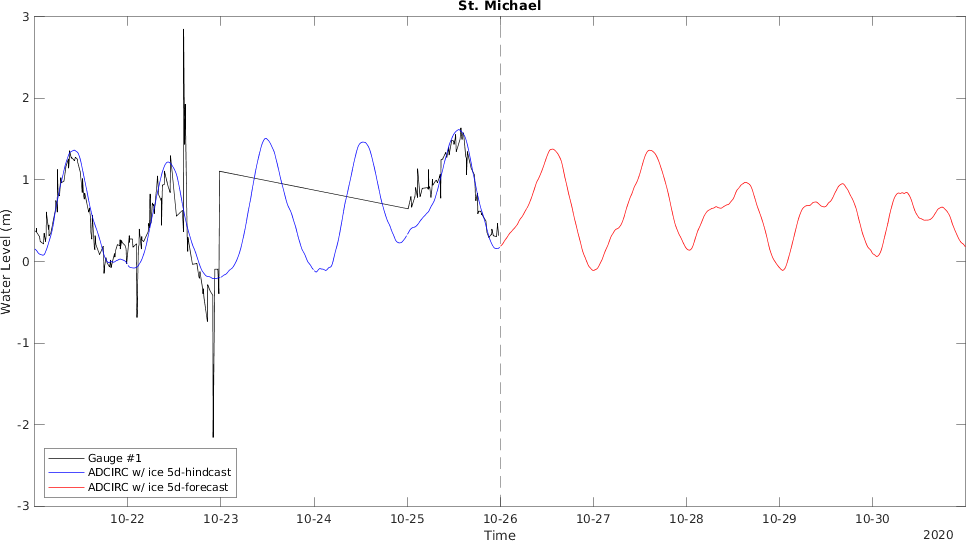 St. Michael
3
2
1
0
-1
-2
-3
Water Level (m)
Gauge #1
ADCIRC w/ ice 5d-hindcast
ADCIRC w/ ice 5d-forecast
10-22 10-23 10-24 10-25 10-26 10-27 10-28 10-29 10-30
Time
2020